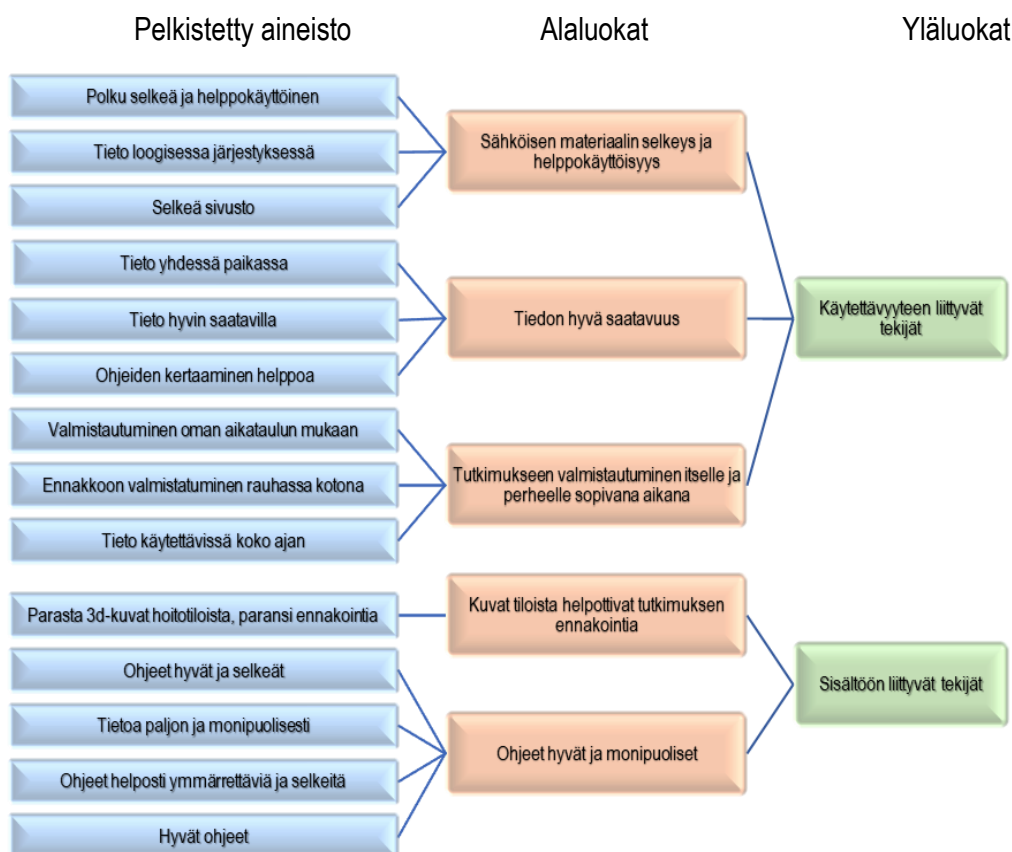 Pelkistetty aineisto
Alaluokat
Yläluokat
Polku selkeä ja helppokäyttöinen
Tieto loogisessa järjestyksessä
Selkeä sivusto
Tieto yhdessä paikassa
Tieto hyvin saatavilla
Ohjeiden kertaaminen helppoa
Valmistautuminen oman aikataulun mukaan
Ennakkoon valmistatuminen rauhassa kotona
Tieto käytettävissä koko ajan
Parasta 3d-kuvat hoitotiloista, paransi ennakointia
Ohjeet hyvät ja selkeät
Tietoa paljon ja monipuolisesti
Ohjeet helposti ymmärrettäviä ja selkeitä
Hyvät ohjeet
Sähköisen materiaalin selkeys ja
helppokäyttöisyys
Tiedon hyvä saatavuus
Tutkimukseen valmistautuminen itselle ja
perheelle sopivana aikana
Kuvat tiloista helpottivat tutkimuksen
ennakointia
Ohjeet hyvät ja monipuoliset
Käytettävyyteen liittyvät
tekijät
Sisältöön liittyvät tekijät